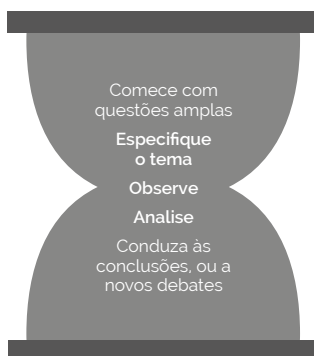 Comece com
questões amplas
Especifique
o tema
Observe
Analise
Conduza às
conclusões, ou a
novos debates